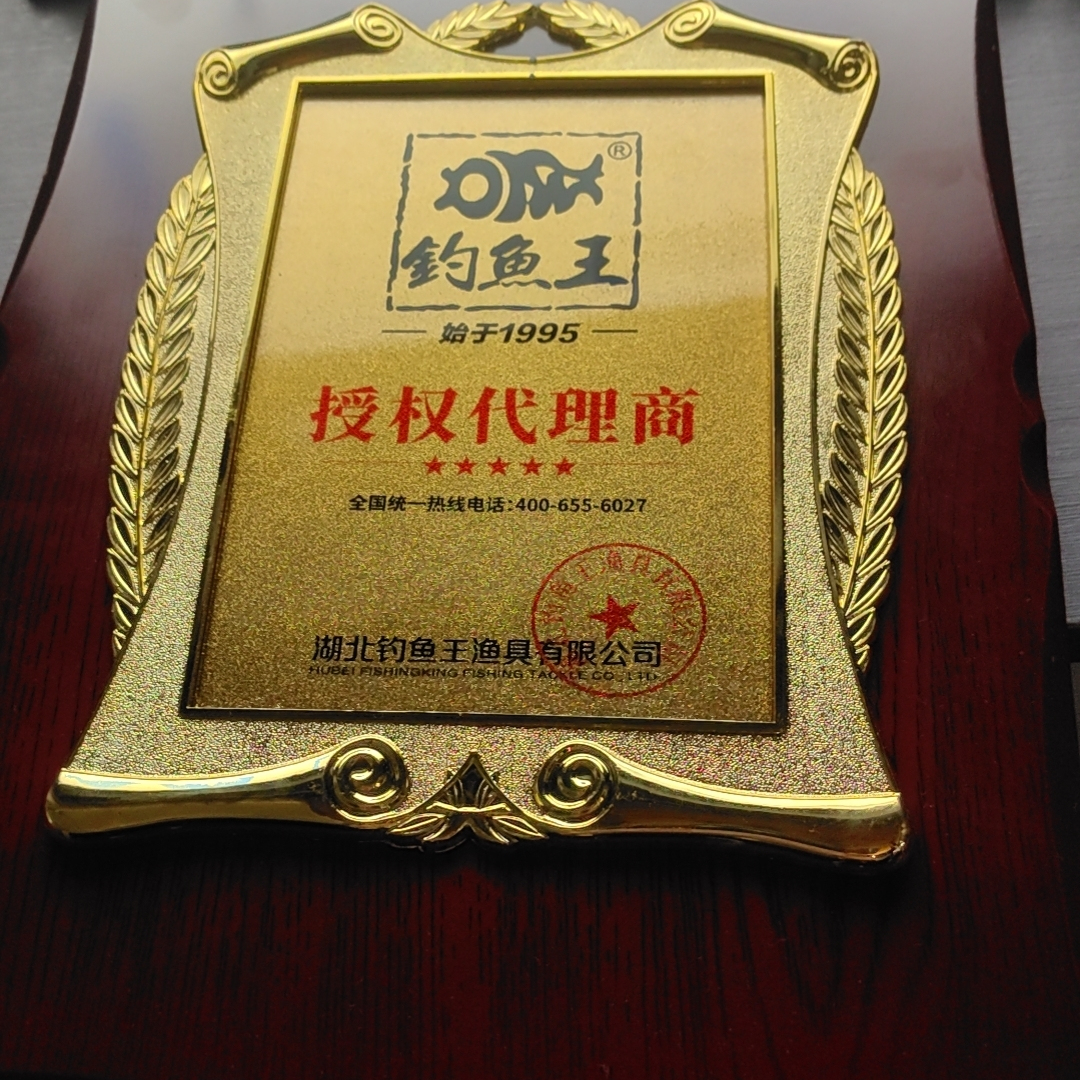 ®
钓魚王
始于1995
授权代理商
★★★★★
全国统一热线电话:400-655-6027
湖北钓鱼王渔具有限公司
HUBEI FISHINGKING FISHING TACKLE CO., LTD.